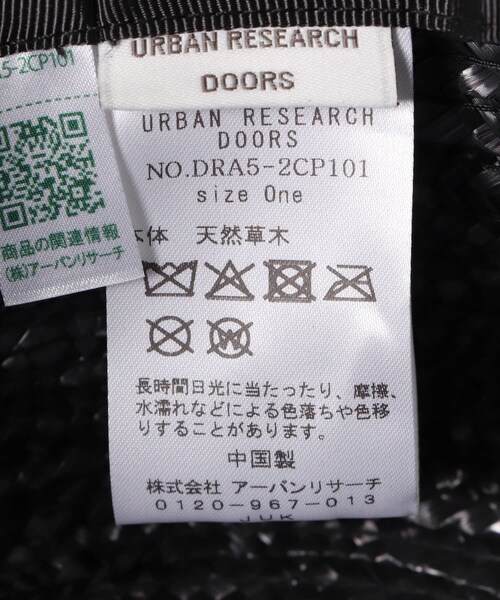 A5-2CP101
商品の関連情報
(株)アーバンリサーチ
URBAN RESEARCH
DOORS
URBAN RESEARCH
DOORS
NO.DRA5-2CP101
size One
本体 天然草木
W
長時間日光に当たったり、摩擦、
水濡れなどによる色落ちや色移
りすることがあります。
中国製
株式会社 アーバンリサーチ
0120-967-013
JUK